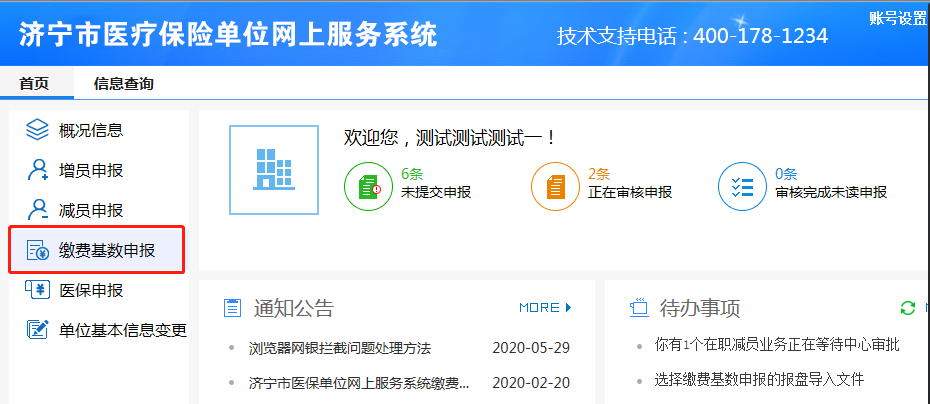 账号设置
济宁市医疗保险单位网上服务系统
技术支持电话：400-178-1234
首页 信息查询
概况信息
增员申报
减员申报
缴费基数申报
医保申报
单位基本信息变更
欢迎您，测试测试测试一！
6条
未提交申报
2条
正在审核申报
0条
审核完成未读申报
通知公告 MORE
浏览器网银拦截问题处理方法 2020-05-29
济宁市医保单位网上服务系统缴费... 2020-02-20
待办事项
你有1个在职减员业务正在等待中心审批
选择缴费基数申报的报盘导入文件